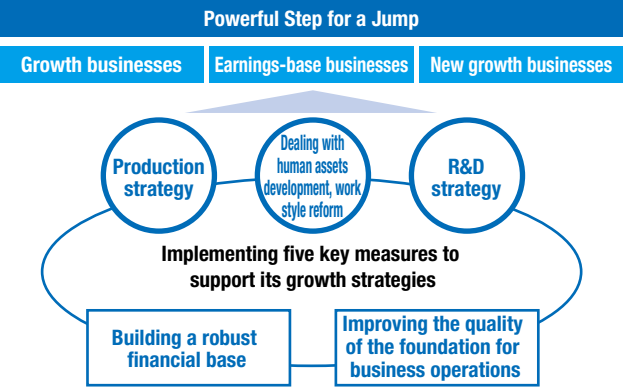 Powerful Step for a Jump
Growth businesses
Earnings-base businesses
New growth businesses
Production
strategy
Dealing with
human assets
development, work
style reform
R&D
strategy
Implementing five key measures to
support its growth strategies
Building a robust
financial base
Improving the quality
of the foundation for
business operations